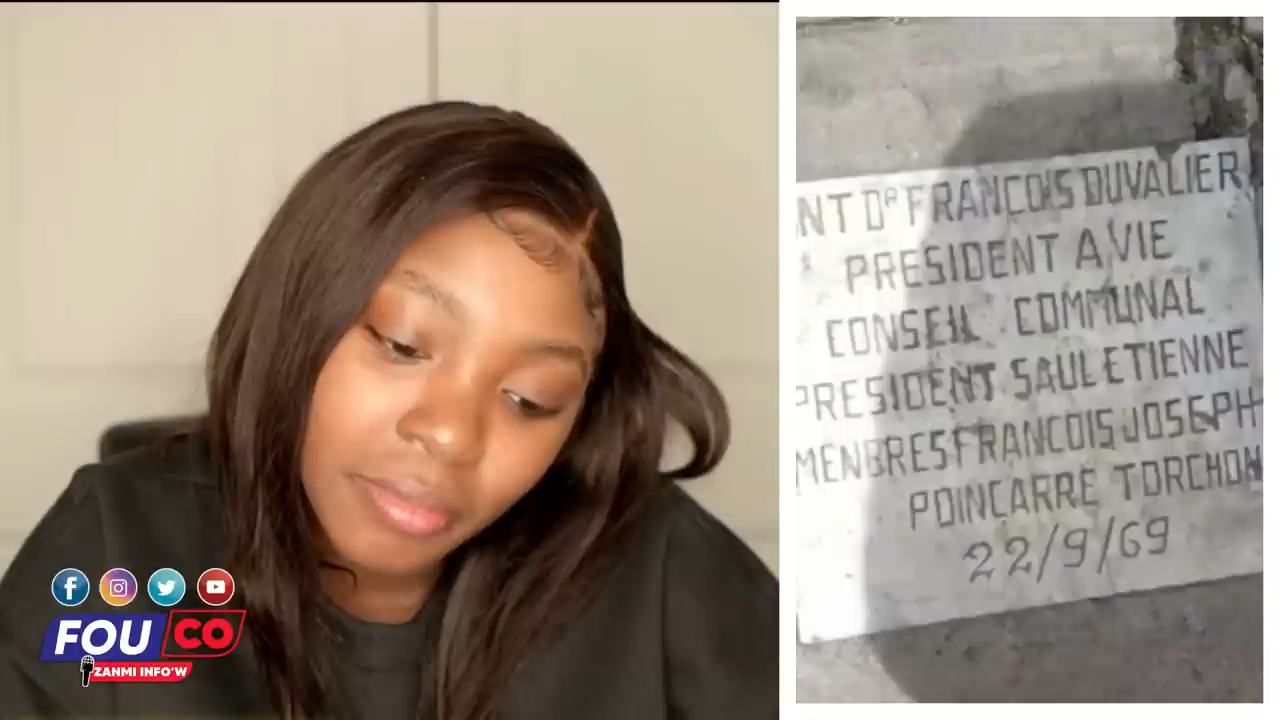 FOU CO
ZANMI INFO'W
NT DR FRANCOIS DUVALIER
PRESIDENT A VIE
CONSEIL COMMUNAL
PRESIDENT SAUL ETIENNE
MENBRES FRANCOIS JOSEPH
POINCARRE TORCHON
22/9/69